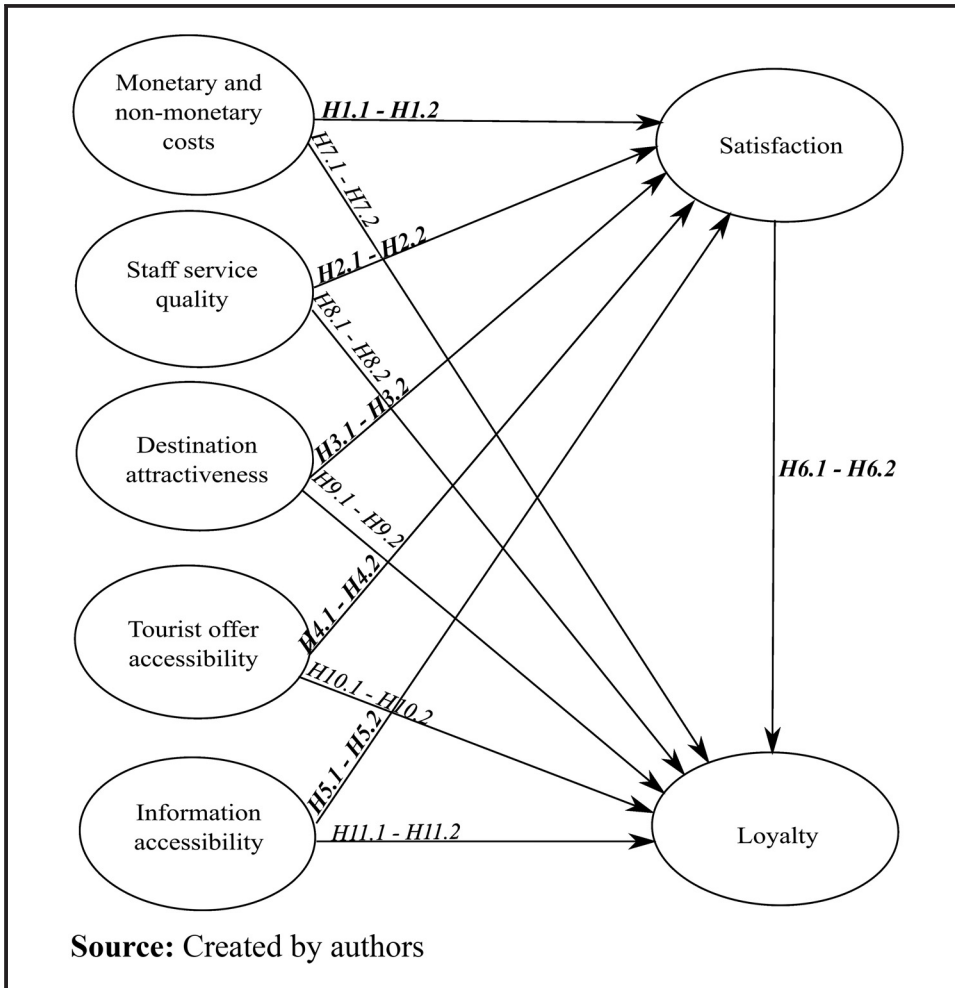 Monetary and
non-monetary
costs
H1.1 - H1.2
Satisfaction
H7.1 - H7.2
Staff service
quality
H2.1 - H2.2
H8.1 - H8.2
Destination
attractiveness
H3.1 - H3.2
H9.1 - H9.2
H6.1 - H6.2
Tourist offer
accessibility
H4.1 - H4.2
H10.1 - H10.2
Information
accessibility
H5.1 - H5.2
H11.1 - H11.2
Loyalty
Source: Created by authors